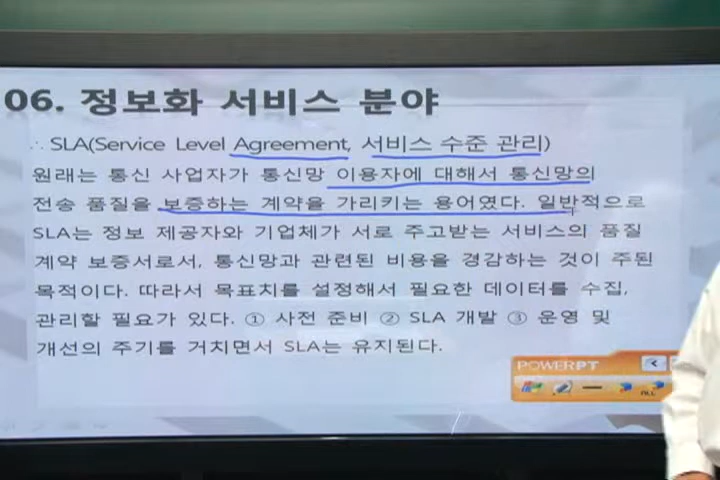 06. 정보화 서비스 분야
∴ SLA(Service Level Agreement, 서비스 수준 관리)
원래는 통신 사업자가 통신망 이용자에 대해서 통신망의
전송 품질을 보증하는 계약을 가리키는 용어였다. 일반적으로
SLA는 정보 제공자와 기업체가 서로 주고받는 서비스의 품질
계약 보증서로서, 통신망과 관련된 비용을 경감하는 것이 주된
목적이다. 따라서 목표치를 설정해서 필요한 데이터를 수집,
관리할 필요가 있다. ① 사전 준비 ② SLA 개발 ③ 운영 및
개선의 주기를 거치면서 SLA는 유지된다.
POWERPT
ALL